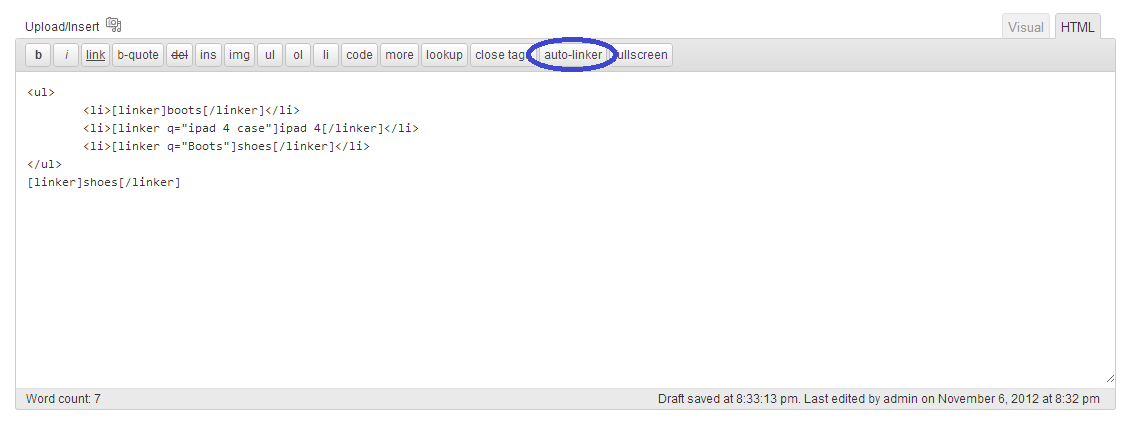 Upload/Insert
Visual HTML
b i link b-quote del ins img ul ol li code more lookup close tag auto-linker fullscreen
<ul>
<li>[linker]boots[/linker]</li>
<li>[linker q="ipad 4 case"]ipad 4[/linker]</li>
<li>[linker q="Boots"]shoes[/linker]</li>
</ul>
[linker]shoes[/linker]
Word count: 7
Draft saved at 8:33:13 pm. Last edited by admin on November 6, 2012 at 8:32 pm